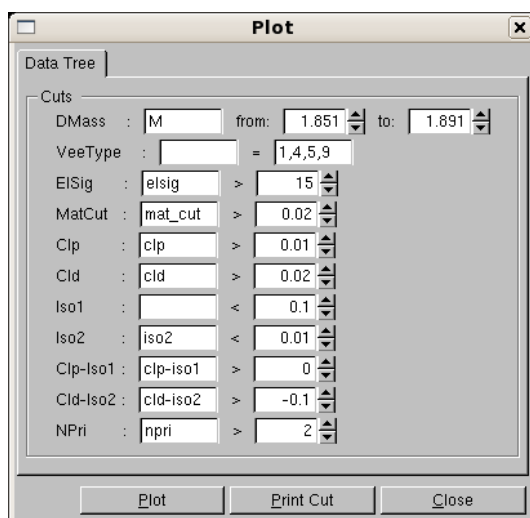 Plot
Data Tree
Cuts
DMass : M from: 1.851 to: 1.891
VeeType : = 1,4,5,9
ElSig : elsig > 15
MatCut : mat_cut > 0.02
Clp : clp > 0.01
Cld : cld > 0.02
Iso1 : < 0.1
Iso2 : iso2 < 0.01
Clp-Iso1 : clp-iso1 > 0
Cld-Iso2 : cld-iso2 > -0.1
NPri : npri > 2
Plot Print Cut Close